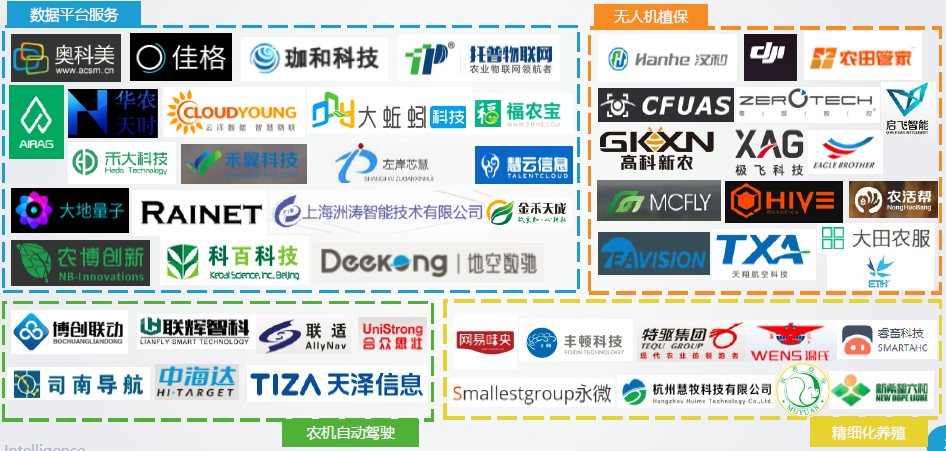 数据平台服务
无人机植保
奥科美
www.acsm.cn
佳格
珈和科技
托普物联网
农业物联网领航者
Hanhe 汉和
dji
农田管家
AIRAG
华农天时
CLOUDYOUNG
云洋数据 智慧物联
大蚯蚓科技
福农宝
CFUAS
ZEROTECH
零|度|智|控
启飞智能
禾大科技
Heda Technology
禾翼科技
左岸芯慧
SHANGHAI ZUOANXINHUI
慧云信息
TALENTCLOUD
GKXN
高科新农
XAG
极飞科技
EAGLE BROTHER
大地量子
RAINET
上海洲涛智能技术有限公司
金禾天成
MCFLY
HIVE
ROBOTICS
农活帮
NongHuoBang
农博创新
NB-Innovations
科百科技
Kebai Science, Inc. Beijing
DeeKong
地空数驰
EAVISION
TXA
天翔航空科技
大田农服
博创联动
BOCHUANGLIANDONG
联辉智科
LIANFLY SMART TECHNOLOGY
联适
AllyNav
UniStrong
合众思壮
网易味央
丰顿科技
FODN TECHNOLOGY
特驱集团
TEQU GROUP
现代农业的领跑者
WENS 温氏
睿畜科技
SMARTAHC
司南导航
中海达
HI-TARGET
TIZA 天泽信息
Smallestgroup永微
杭州慧牧科技有限公司
Hangzhou Huimv Technology Co.,Ltd.
MUYUAN
新希望六和
NEW HOPE LIUHE
农机自动驾驶
精细化养殖
Intelligence